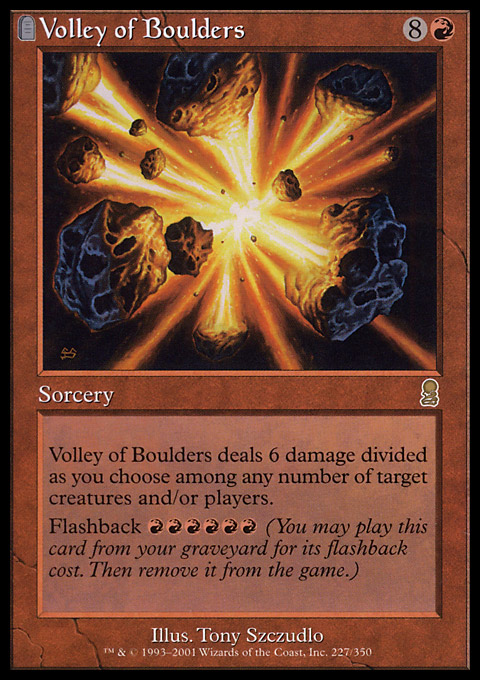 Volley of Boulders 8
Sorcery
Volley of Boulders deals 6 damage divided
as you choose among any number of target
creatures and/or players.
Flashback (You may play this
card from your graveyard for its flashback
cost. Then remove it from the game.)
Illus. Tony Szczudlo
™ & © 1993–2001 Wizards of the Coast, Inc. 227/350